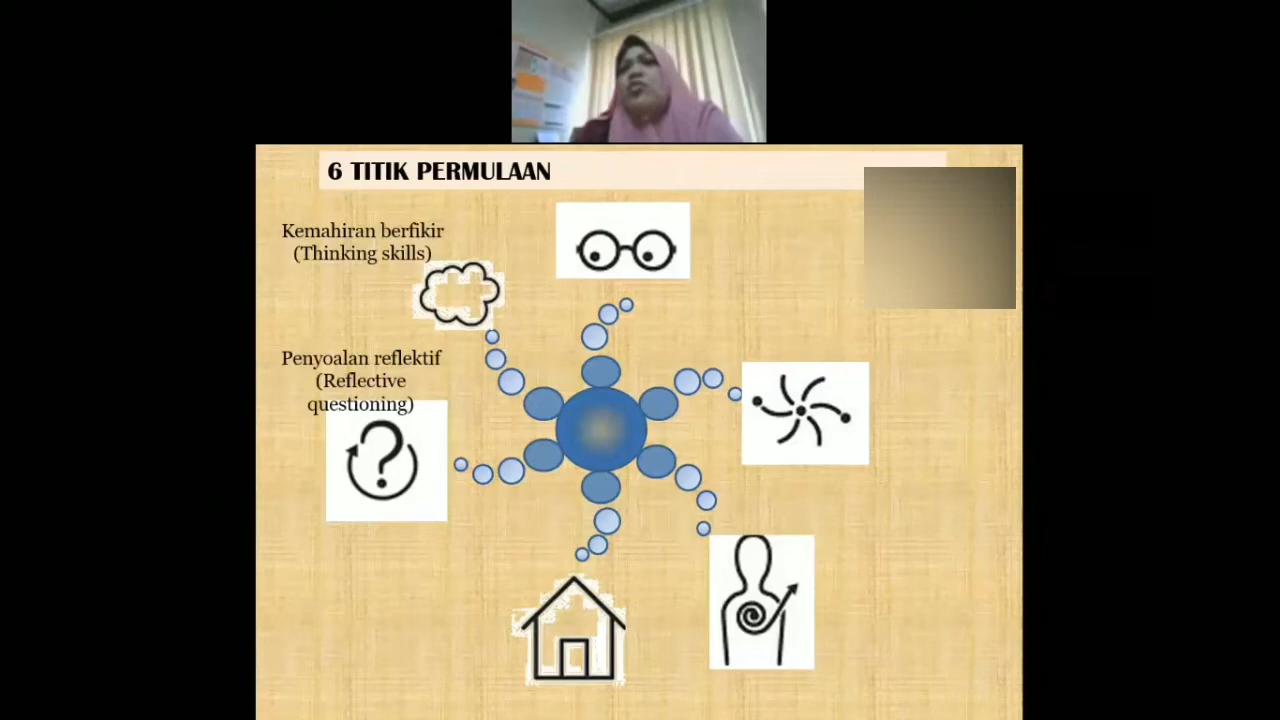 6 TITIK PERMULAAN
Kemahiran berfikir
(Thinking skills)
Penyoalan reflektif
(Reflective
questioning)
?